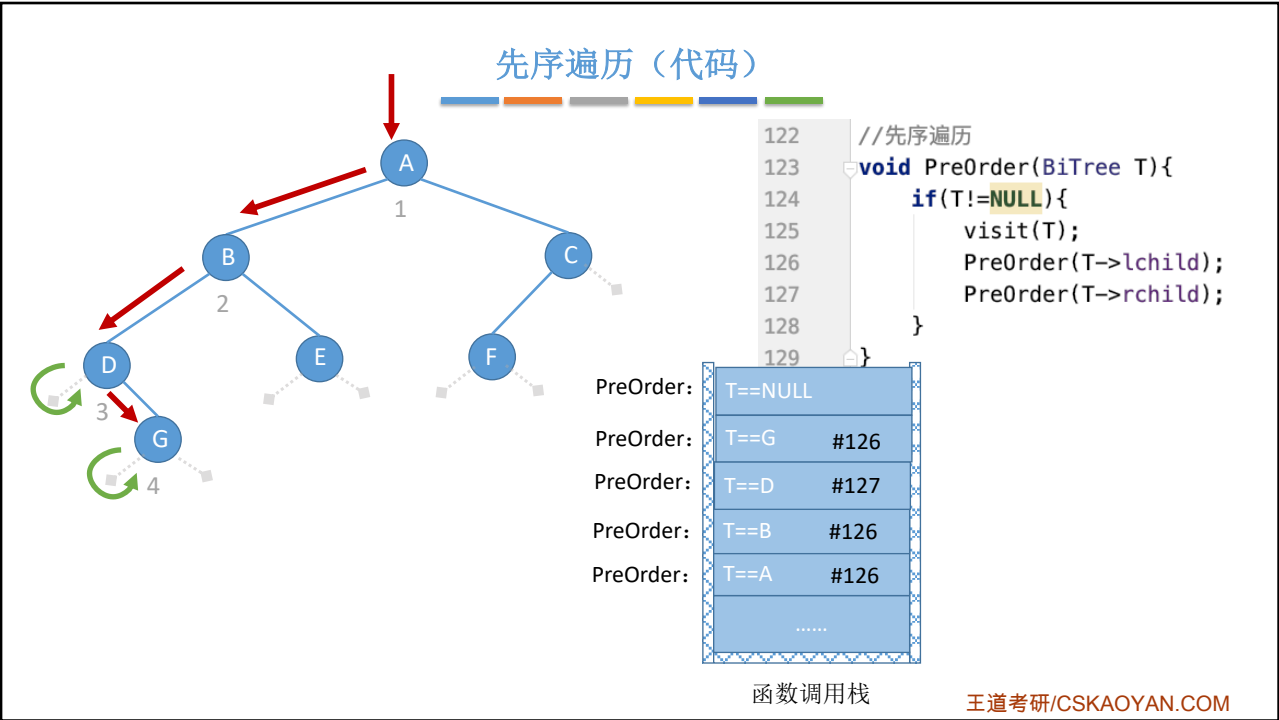 先序遍历（代码）
A
1
B
C
2
D
E
F
3
G
4
122 //先序遍历
123 void PreOrder(BiTree T){
124 if(T!=NULL){
125 visit(T);
126 PreOrder(T->lchild);
127 PreOrder(T->rchild);
128 }
129 }
PreOrder： T==NULL
PreOrder： T==G #126
PreOrder： T==D #127
PreOrder： T==B #126
PreOrder： T==A #126
……
函数调用栈
王道考研/CSKAOYAN.COM